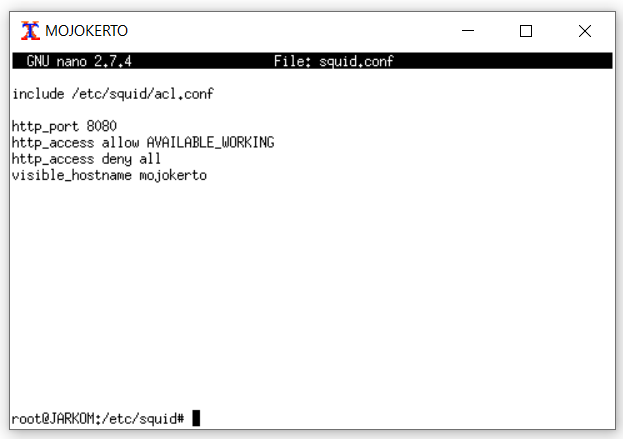 MOJOKERTO
GNU nano 2.7.4 File: squid.conf
include /etc/squid/acl.conf
http_port 8080
http_access allow AVAILABLE_WORKING
http_access deny all
visible_hostname mojokerto
root@JARKOM:/etc/squid#